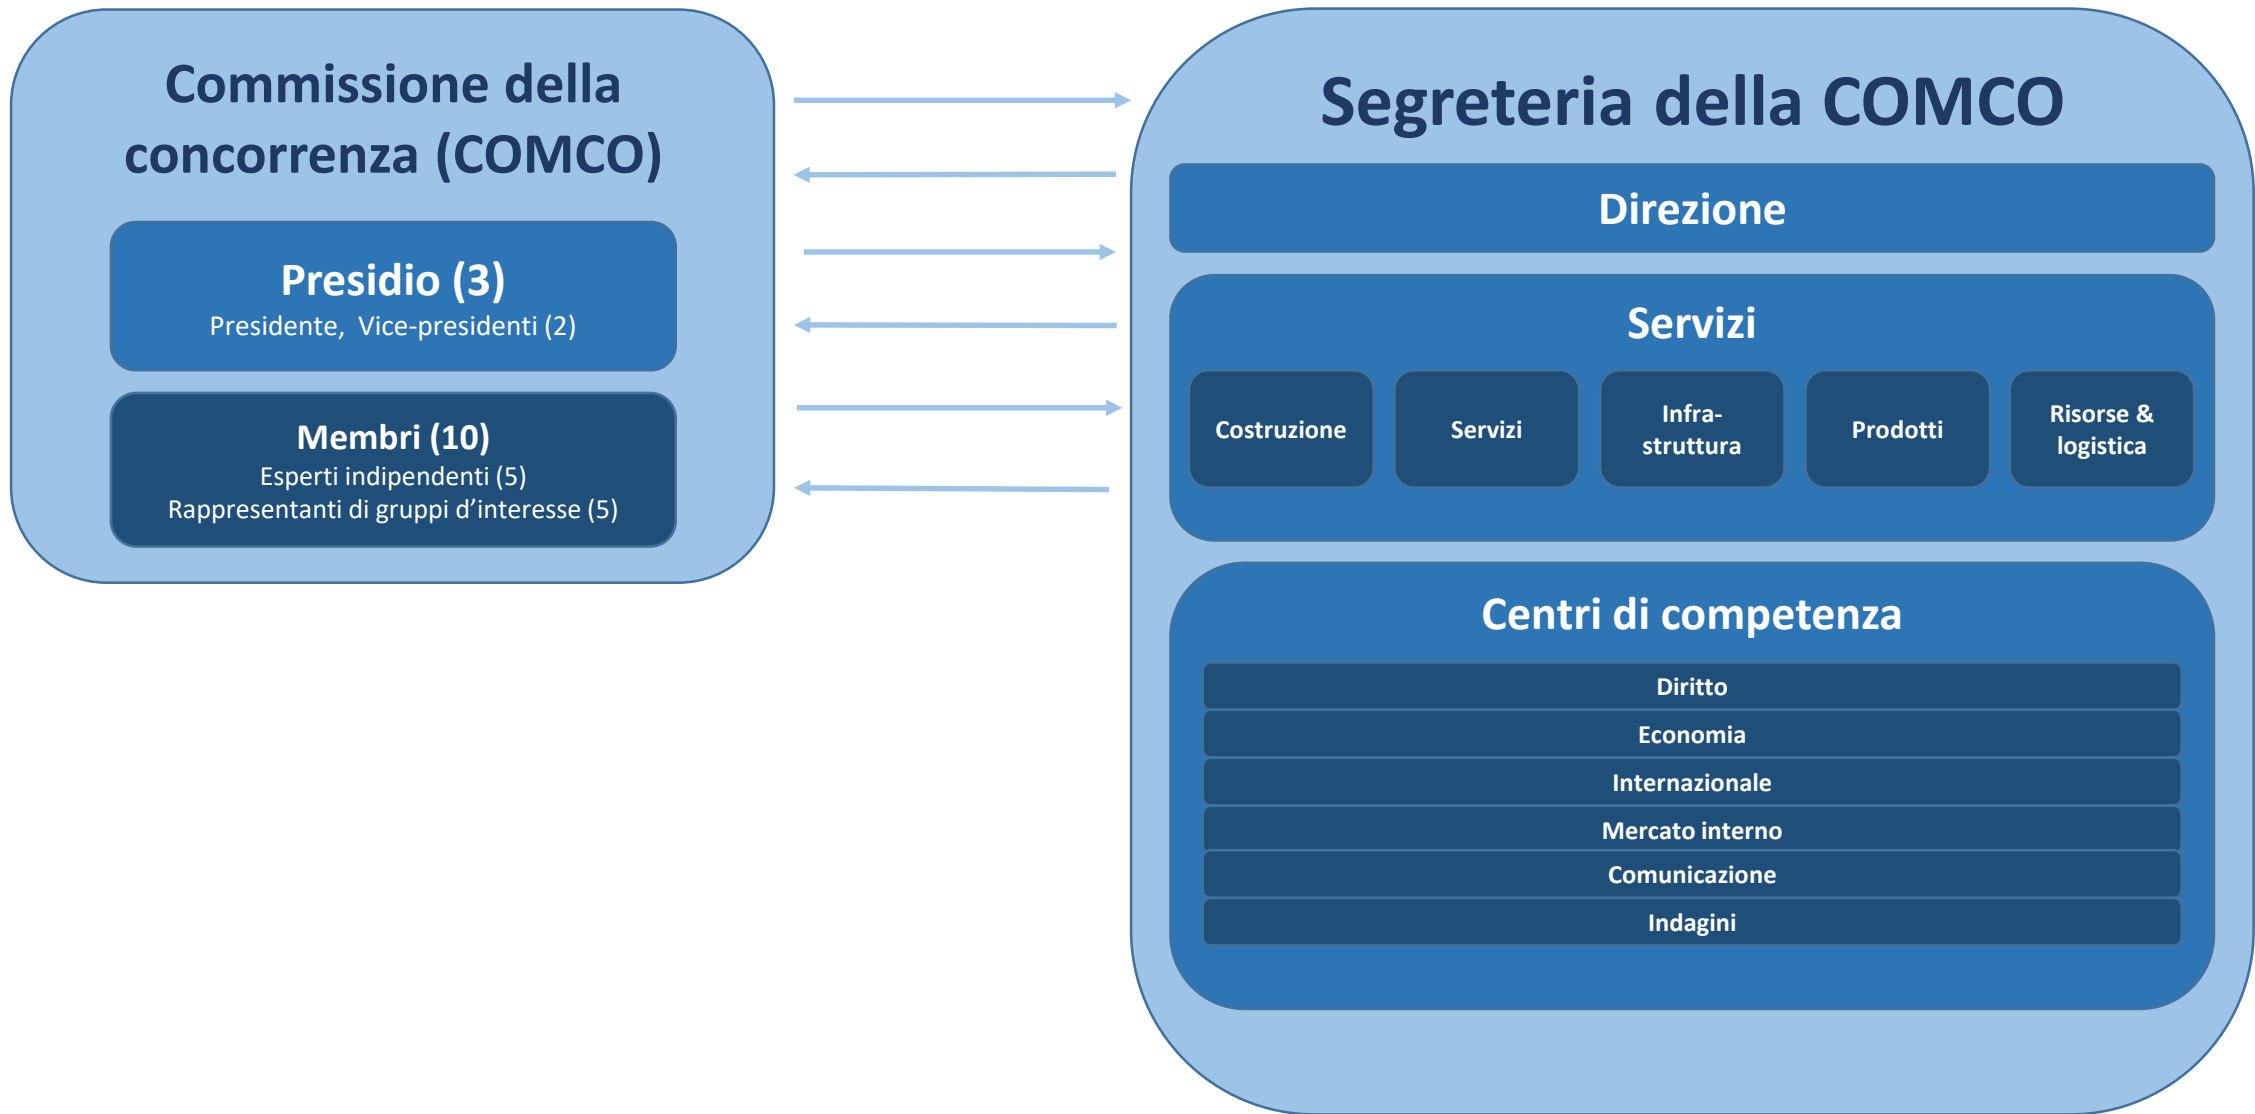 Commissione della
concorrenza (COMCO)
Presidio (3)
Presidente, Vice-presidenti (2)
Membri (10)
Esperti indipendenti (5)
Rappresentanti di gruppi d’interesse (5)
Segreteria della COMCO
Direzione
Servizi
Costruzione
Servizi
Infra-
struttura
Prodotti
Risorse &
logistica
Centri di competenza
Diritto
Economia
Internazionale
Mercato interno
Comunicazione
Indagini